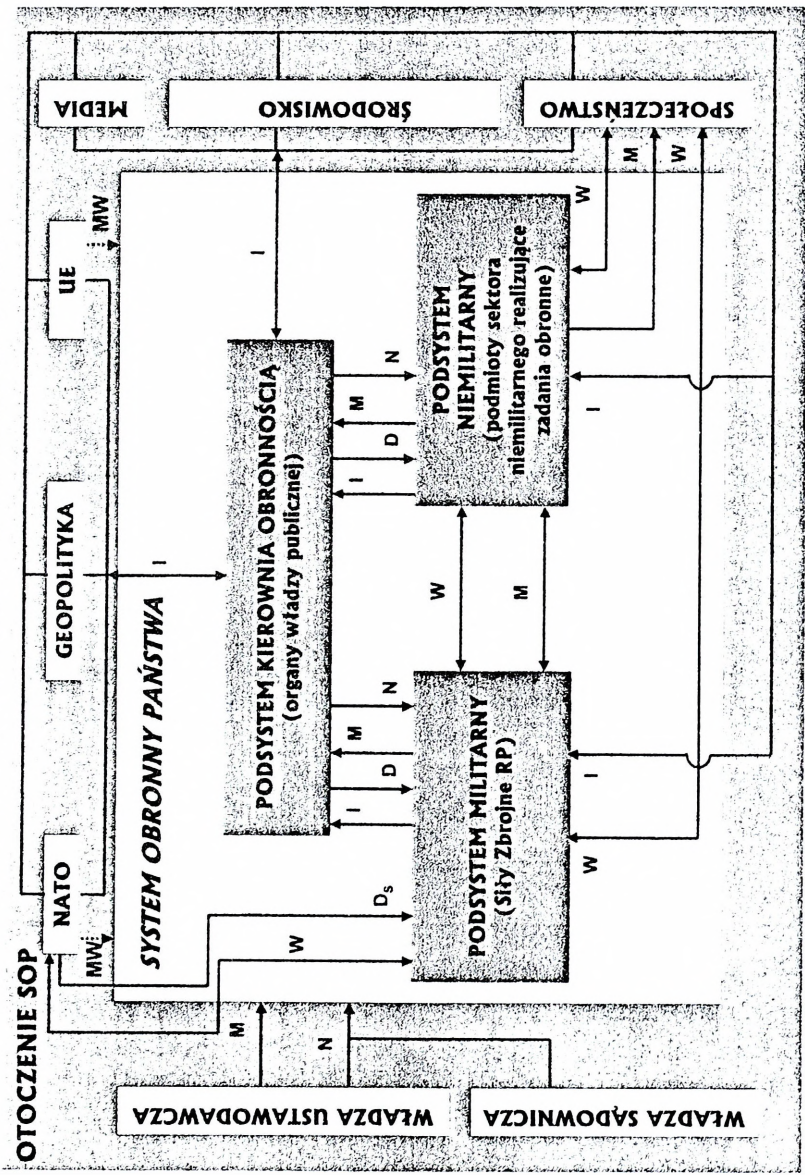 OTOCZENIE SOP
NATO
GEOPOLITYKA
UE
MW
MW
MEDIA
ŚRODOWISKO
SPOŁECZEŃSTWO
SYSTEM OBRONNY PAŃSTWA
I
I
PODSYSTEM KIEROWNIA OBRONNOŚCIĄ
(organy władzy publicznej)
W
D_s
I
D
M
N
I
D
M
N
PODSYSTEM MILITARNY
(Siły Zbrojne RP)
W
M
PODSYSTEM
NIEMILITARNY
(podmioty sektora
niemilitarnego realizujące
zadania obronne)
W
I
I
W
W
M
W
M
N
WŁADZA USTAWODAWCZA
WŁADZA SĄDOWNICZA